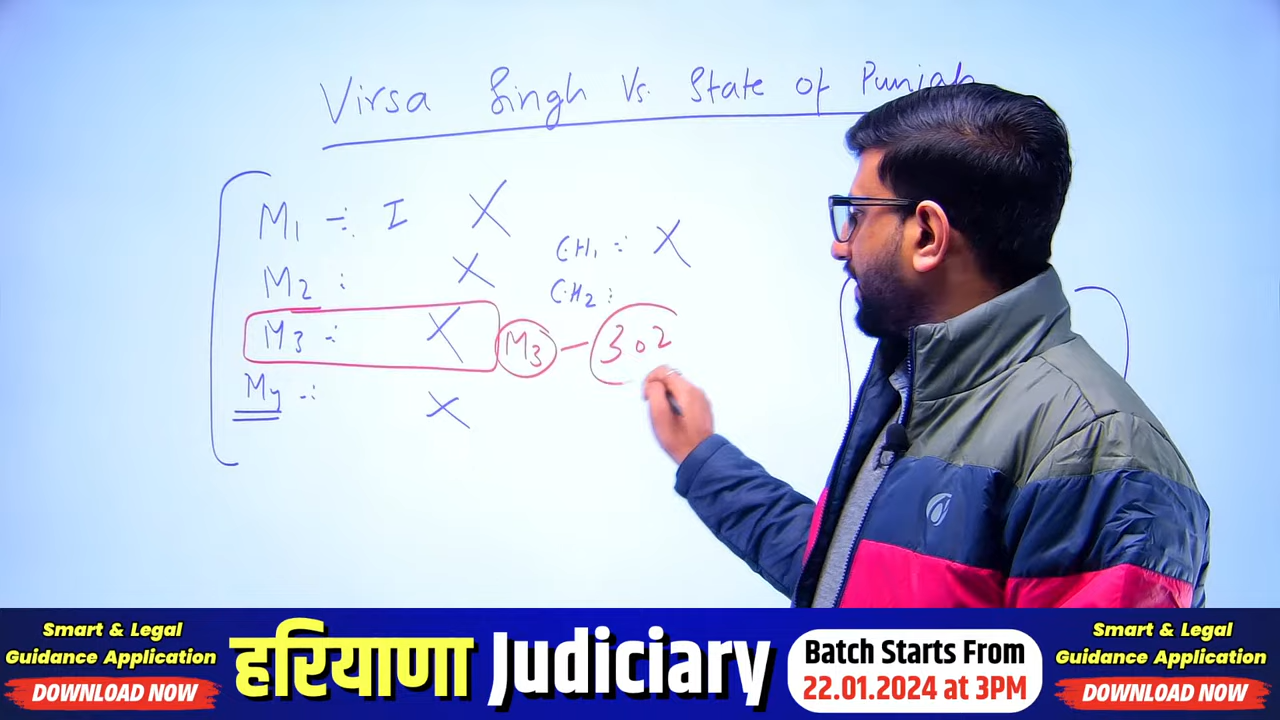 Virsa Singh Vs. State of Punjab
M1 ÷ I X
M2 : X
M3 ÷ X
My ÷ X
C.H1 ÷ X
C.H2 :
M3 — 302
Smart & Legal
Guidance Application
DOWNLOAD NOW
हरियाणा Judiciary
Batch Starts From
22.01.2024 at 3PM
Smart & Legal
Guidance Application
DOWNLOAD NOW